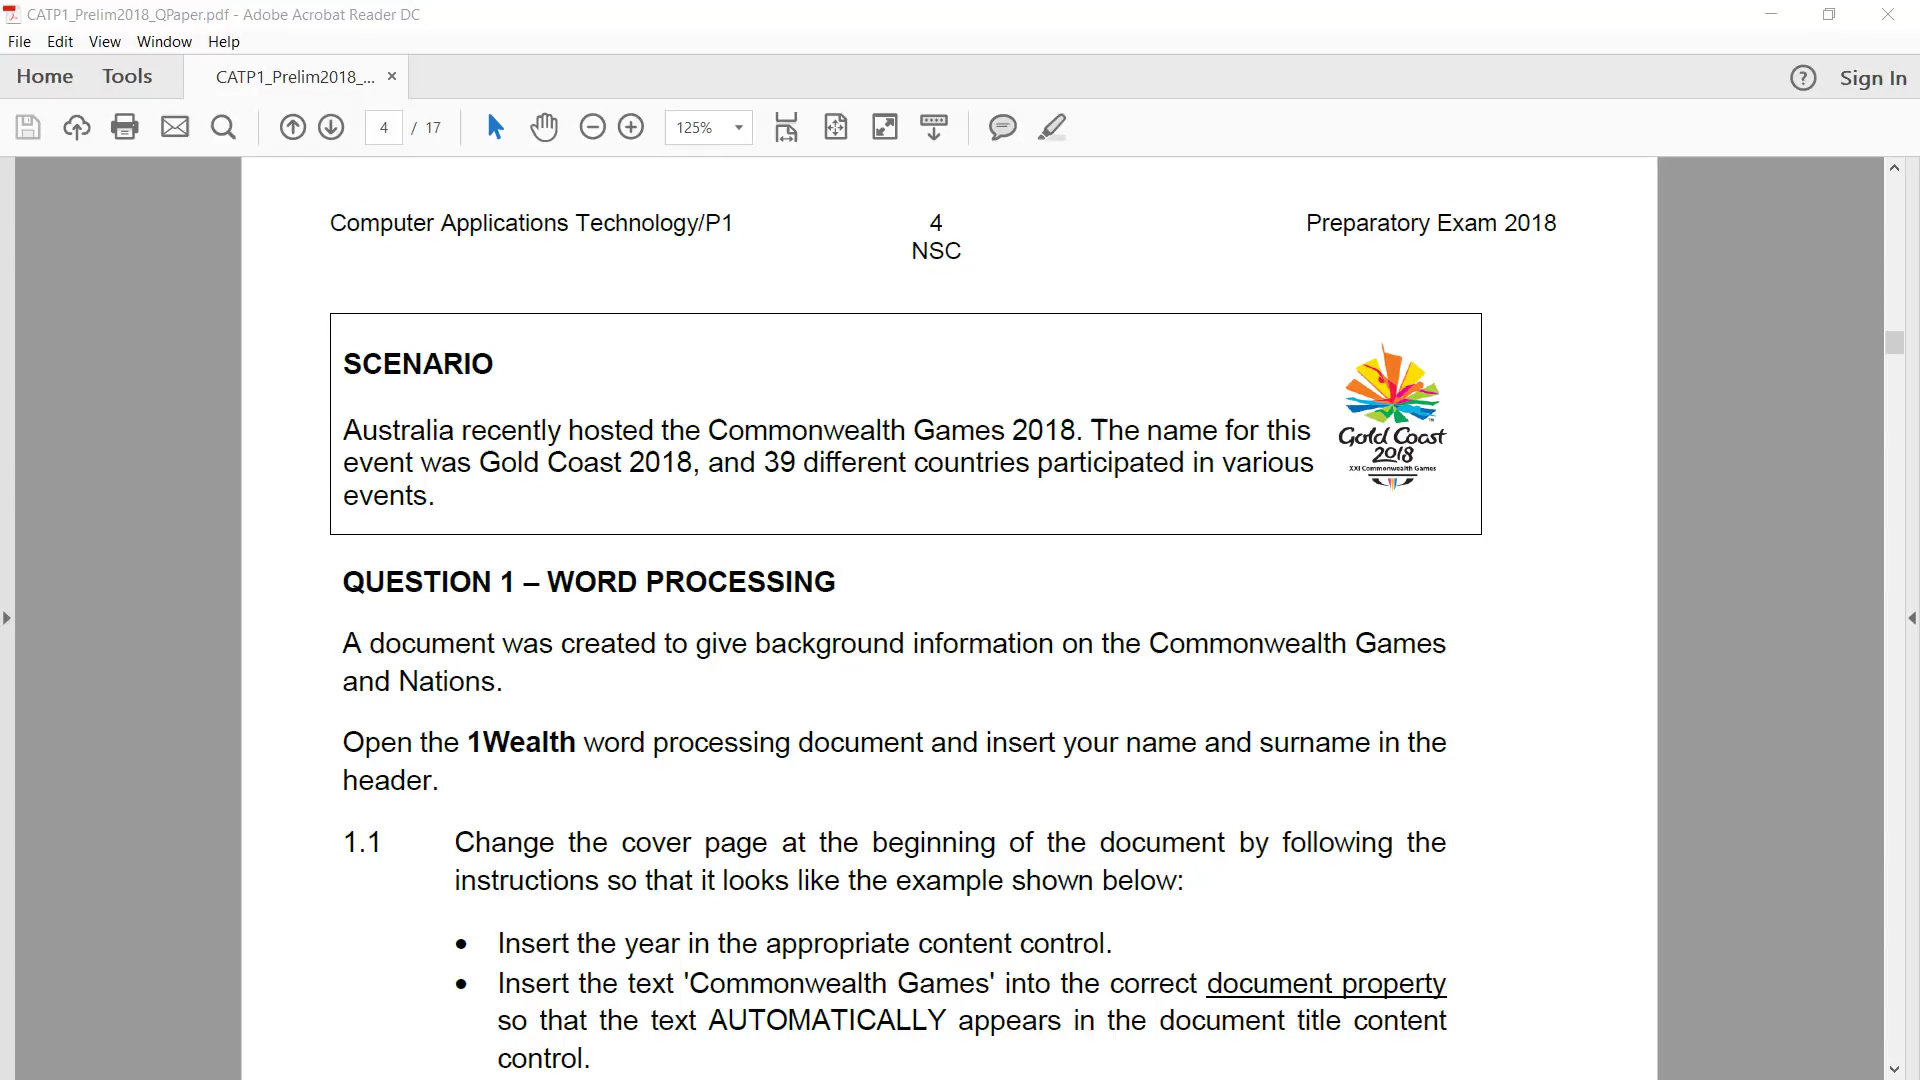 CATP1_Prelim2018_QPaper.pdf - Adobe Acrobat Reader DC
File Edit View Window Help
Home Tools CATP1_Prelim2018_... × ? Sign In
4 / 17 125%
Computer Applications Technology/P1 4 Preparatory Exam 2018
NSC
SCENARIO
Australia recently hosted the Commonwealth Games 2018. The name for this
event was Gold Coast 2018, and 39 different countries participated in various
events.
Gold Coast
2018
XXI Commonwealth Games
QUESTION 1 – WORD PROCESSING
A document was created to give background information on the Commonwealth Games
and Nations.
Open the 1Wealth word processing document and insert your name and surname in the
header.
1.1 Change the cover page at the beginning of the document by following the
instructions so that it looks like the example shown below:
• Insert the year in the appropriate content control.
• Insert the text 'Commonwealth Games' into the correct document property
so that the text AUTOMATICALLY appears in the document title content
control.